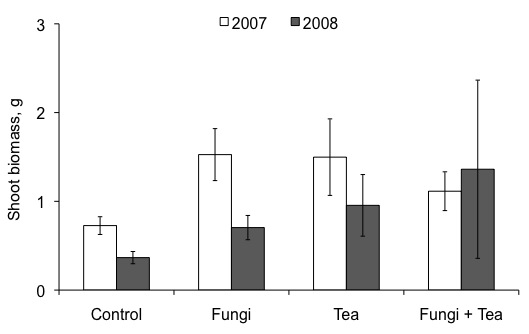 2007 2008
3
2
1
0
Shoot biomass, g
Control Fungi Tea Fungi + Tea